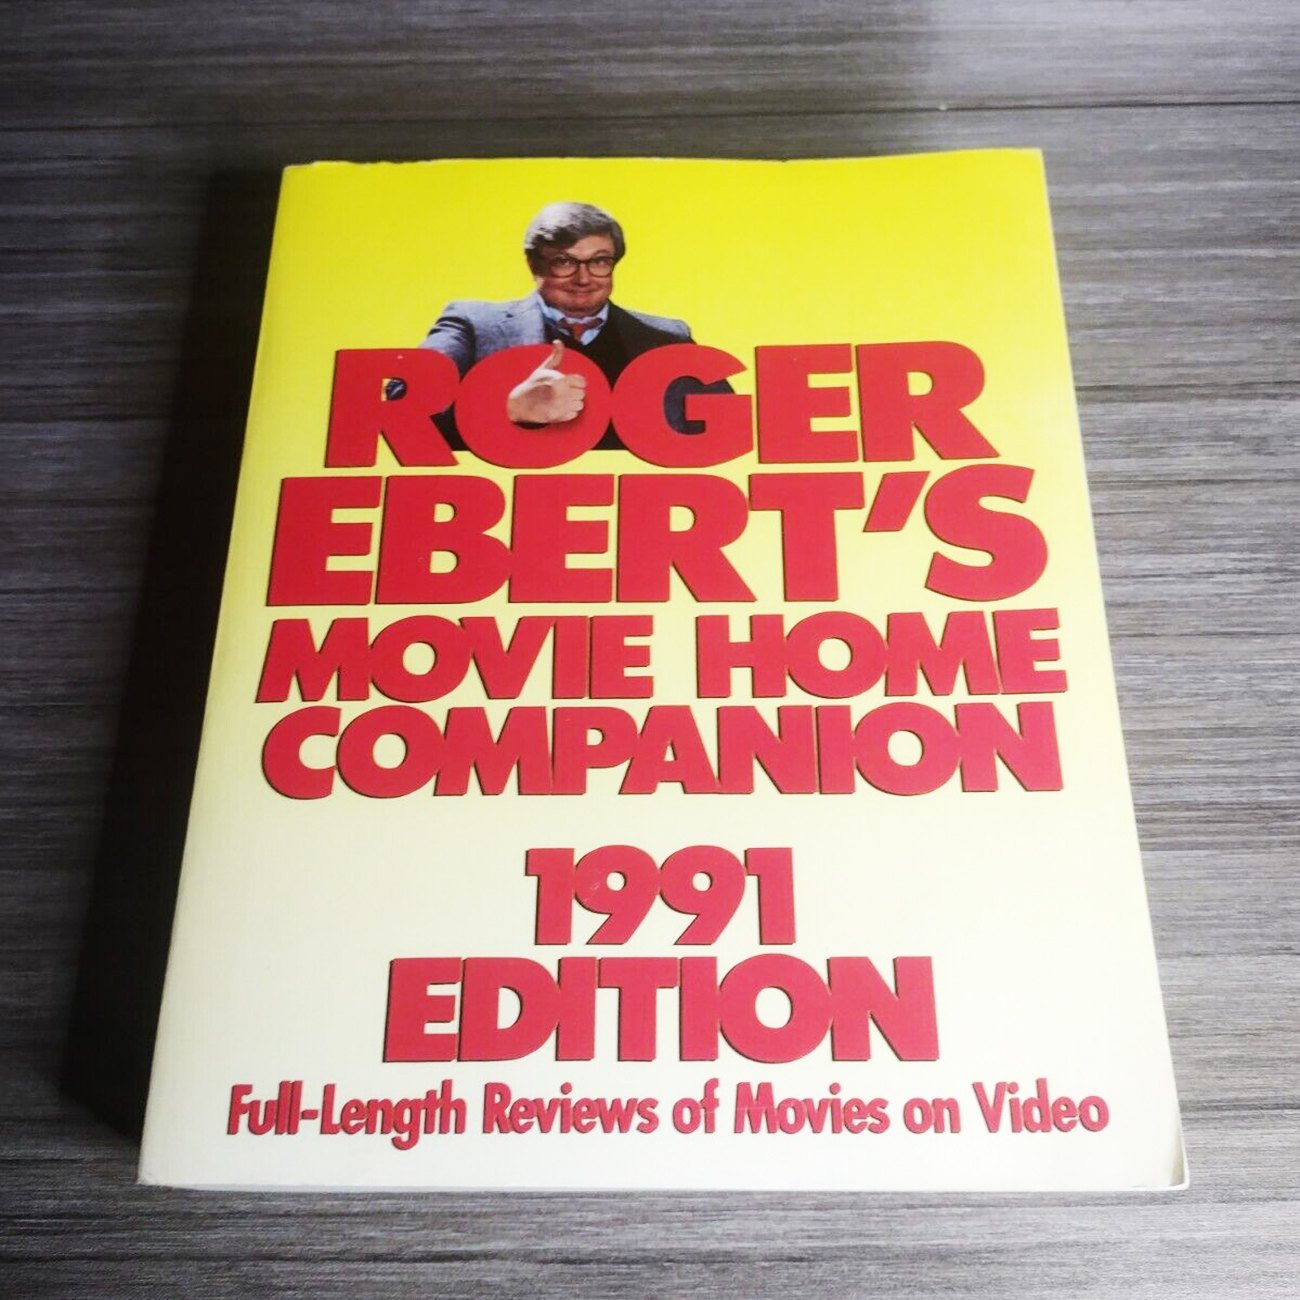 ROGER
EBERT'S
MOVIE HOME
COMPANION
1991
EDITION
Full-Length Reviews of Movies on Video